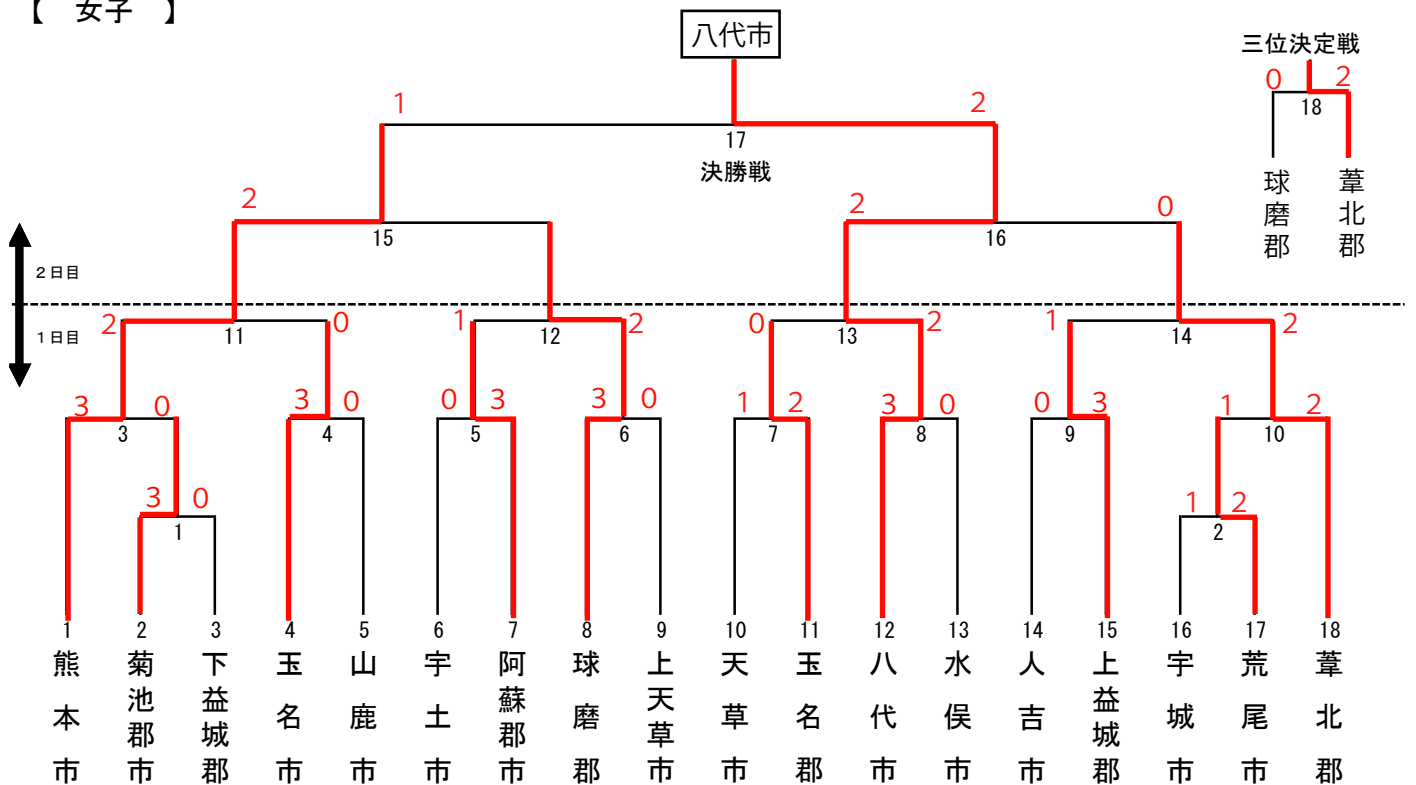 【 女子 】
八代市
三位決定戦
0 2
18
球磨郡
葦北郡
1 2
17
決勝戦
2 2 0
15 16
2日目
1日目
2 0 1 2 0 2 1 2
11 12 13 14
3 0 3 0 0 3 3 0 1 2 3 0 0 3 1 2
3 4 5 6 7 8 9 10
3 0 1 2
1 2
1 2 3 4 5 6 7 8 9 10 11 12 13 14 15 16 17 18
熊本市
菊池郡市
下益城郡
玉名市
山鹿市
宇土市
阿蘇郡市
球磨郡
上天草市
天草市
玉名郡
八代市
水俣市
人吉市
上益城郡
宇城市
荒尾市
葦北郡